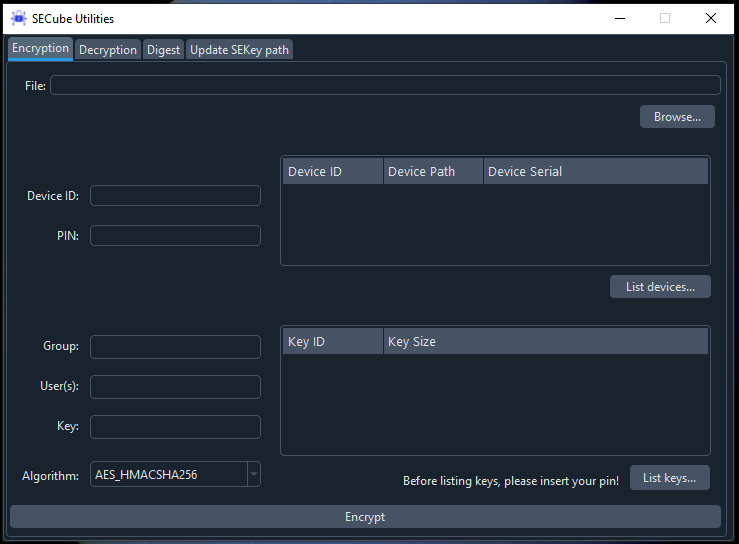 SECube Utilities
Encryption Decryption Digest Update SEKey path
File:
Browse...
Device ID Device Path Device Serial
Device ID:
PIN:
List devices...
Key ID Key Size
Group:
User(s):
Key:
Algorithm: AES_HMACSHA256
Before listing keys, please insert your pin! List keys...
Encrypt